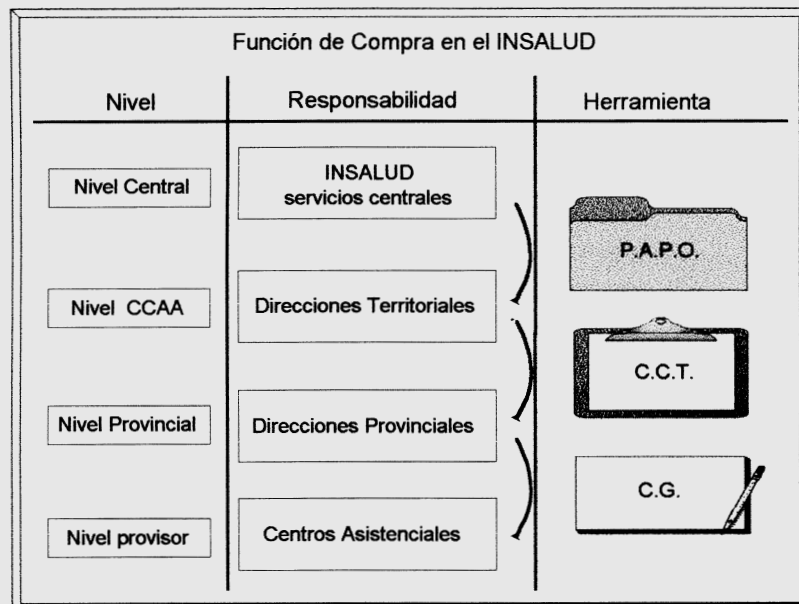 Función de Compra en el INSALUD
Nivel
Responsabilidad
Herramienta
Nivel Central
INSALUD
servicios centrales
P.A.P.O.
Nivel CCAA
Direcciones Territoriales
C.C.T.
Nivel Provincial
Direcciones Provinciales
C.G.
Nivel provisor
Centros Asistenciales